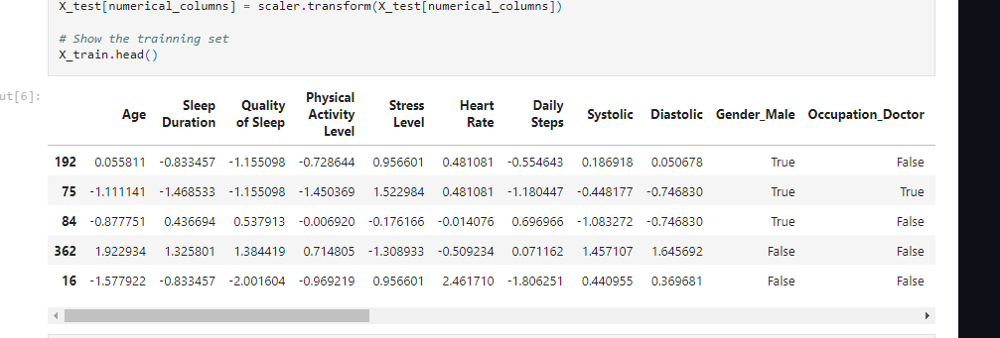 X_test[numerical_columns] = scaler.transform(X_test[numerical_columns])
# Show the trainning set
X_train.head()
ut[6]:
Age Sleep Duration Quality of Sleep Physical Activity Level Stress Level Heart Rate Daily Steps Systolic Diastolic Gender_Male Occupation_Doctor
192 0.055811 -0.833457 -1.155098 -0.728644 0.956601 0.481081 -0.554643 0.186918 0.050678 True False
75 -1.111141 -1.468533 -1.155098 -1.450369 1.522984 0.481081 -1.180447 -0.448177 -0.746830 True True
84 -0.877751 0.436694 0.537913 -0.006920 -0.176166 -0.014076 0.696966 -1.083272 -0.746830 True False
362 1.922934 1.325801 1.384419 0.714805 -1.308933 -0.509234 0.071162 1.457107 1.645692 False False
16 -1.577922 -0.833457 -2.001604 -0.969219 0.956601 2.461710 -1.806251 0.440955 0.369681 False False